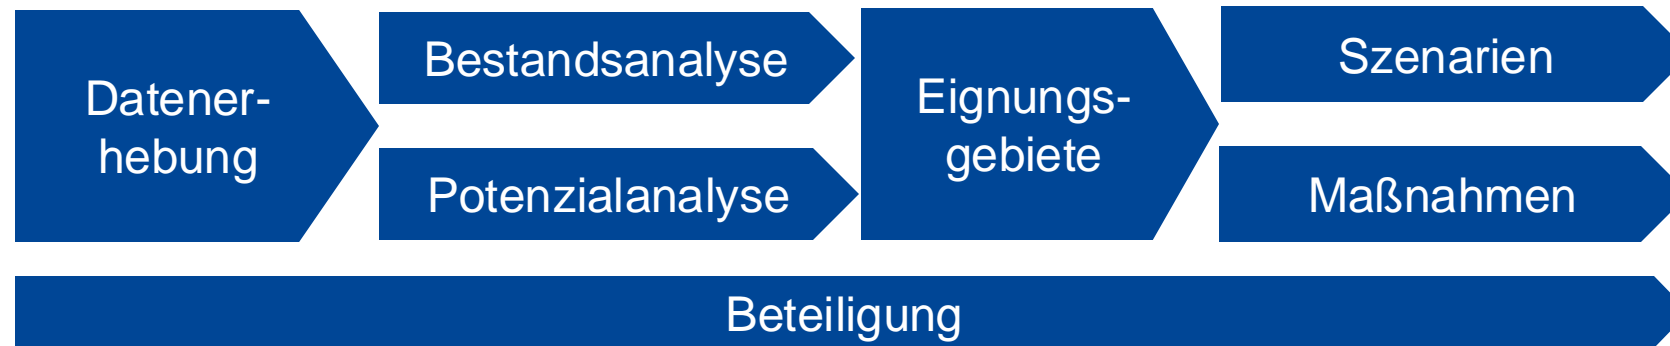 Datener-
hebung
Bestandsanalyse
Potenzialanalyse
Eignungs-
gebiete
Szenarien
Maßnahmen
Beteiligung